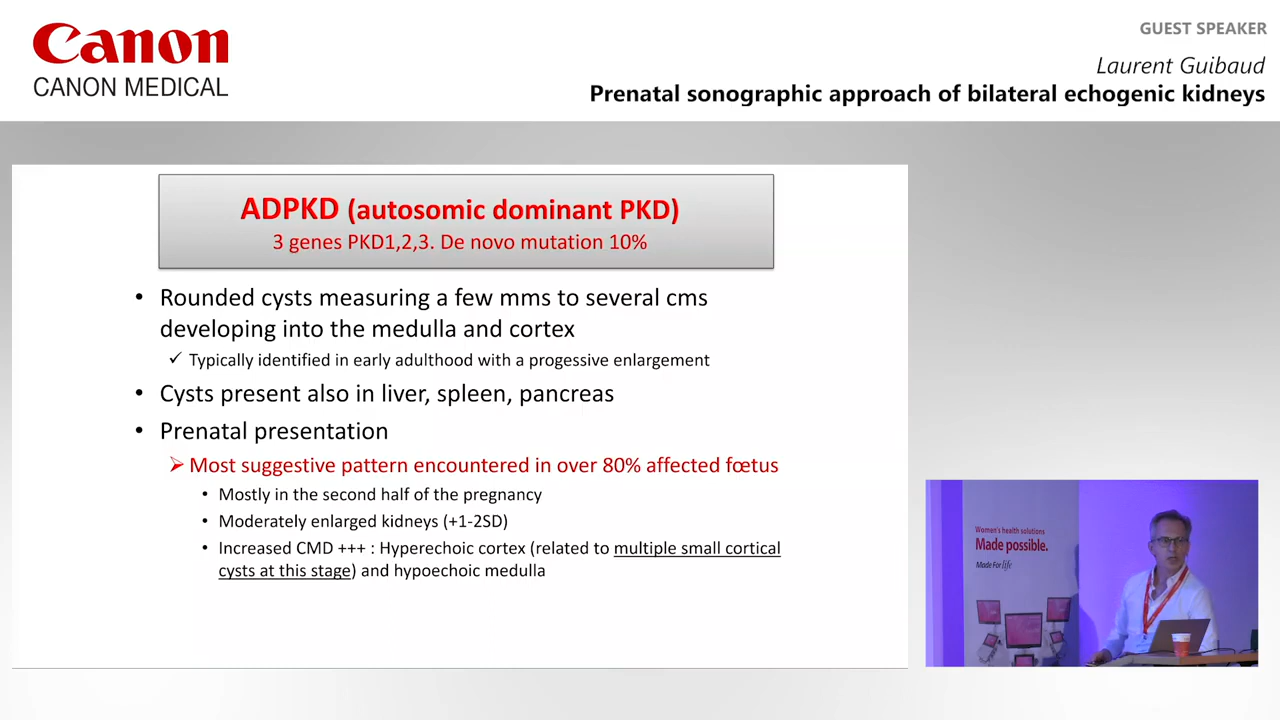 Canon
CANON MEDICAL
GUEST SPEAKER
Laurent Guibaud
Prenatal sonographic approach of bilateral echogenic kidneys
ADPKD (autosomic dominant PKD)
3 genes PKD1,2,3. De novo mutation 10%
• Rounded cysts measuring a few mms to several cms
developing into the medulla and cortex
✓ Typically identified in early adulthood with a progessive enlargement
• Cysts present also in liver, spleen, pancreas
• Prenatal presentation
➢ Most suggestive pattern encountered in over 80% affected fœtus
• Mostly in the second half of the pregnancy
• Moderately enlarged kidneys (+1-2SD)
• Increased CMD +++ : Hyperechoic cortex (related to multiple small cortical
cysts at this stage) and hypoechoic medulla
Women's health solutions
Made possible.
Made For life